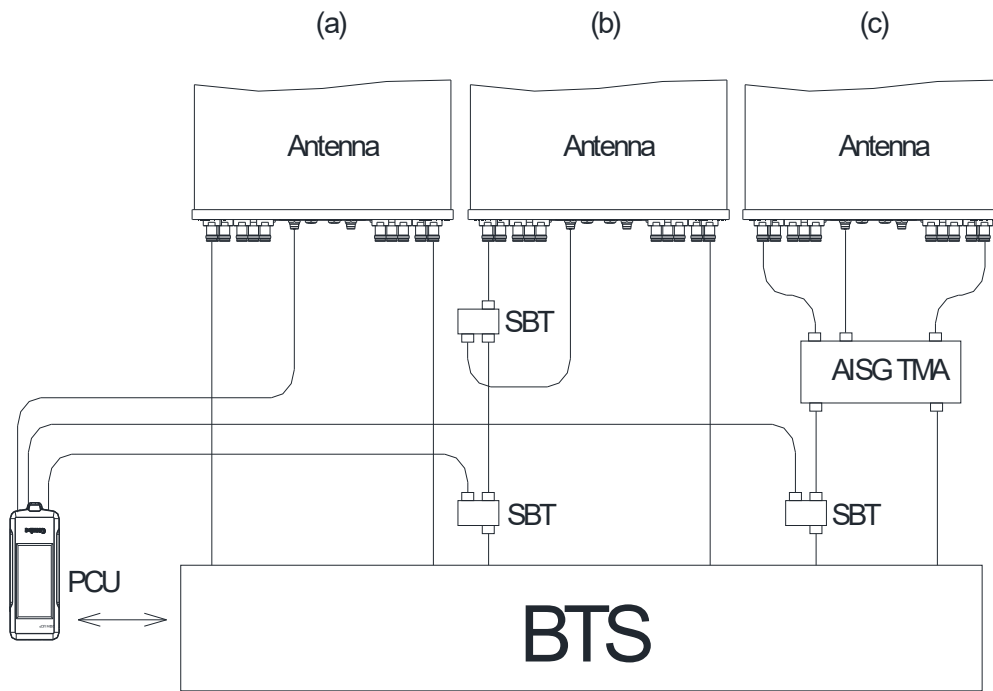 (a)
(b)
(c)
Antenna
Antenna
Antenna
SBT
AISG TMA
SBT
SBT
PCU
BTS